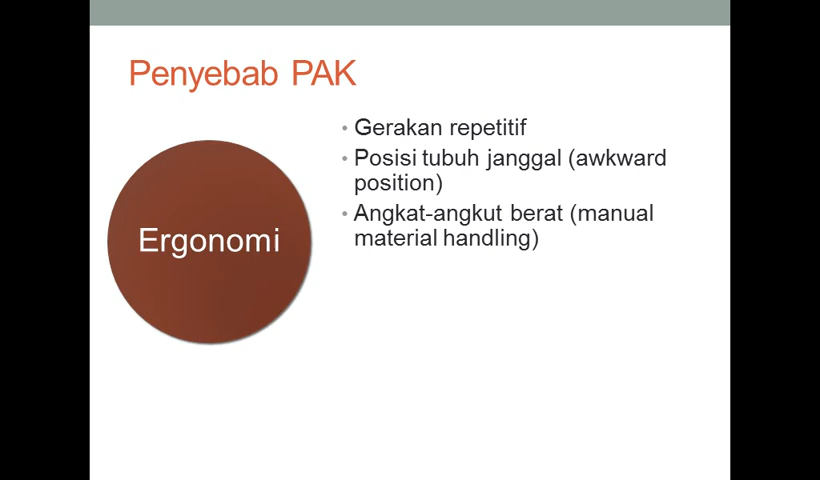 Penyebab PAK
Ergonomi
• Gerakan repetitif
• Posisi tubuh janggal (awkward
position)
• Angkat-angkut berat (manual
material handling)